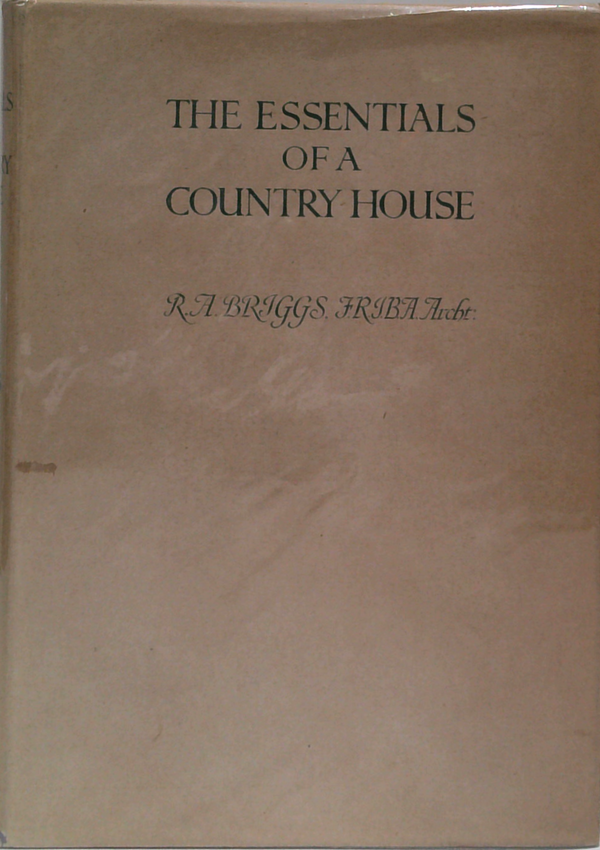 THE ESSENTIALS
OF A
COUNTRY HOUSE
R. A. BRIGGS, FRIBA. Archt: